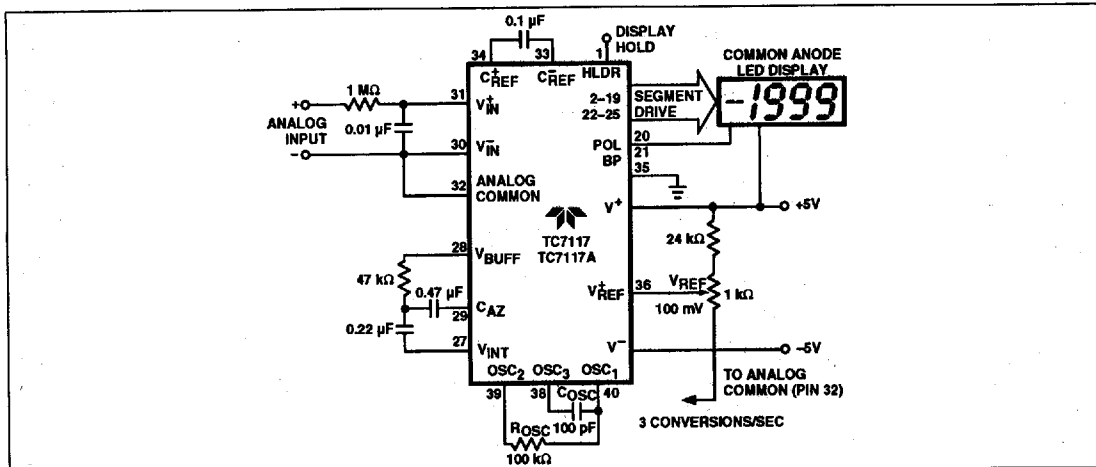 0.1 µF
34
33
1
DISPLAY
HOLD
COMMON ANODE
LED DISPLAY
-1999
C+REF
C-REF
HLDR
2–19
22–25
SEGMENT
DRIVE
1 MΩ
31
V+IN
+
ANALOG
INPUT
–
0.01 µF
30
V-IN
POL
20
BP
21
32
ANALOG
COMMON
35
V+
+5V
TC7117
TC7117A
24 kΩ
28
VBUFF
47 kΩ
0.47 µF
V+REF
36
VREF
1 kΩ
100 mV
CAZ
29
0.22 µF
27
VINT
V–
–5V
OSC2
OSC3
OSC1
39
38
COSC
40
100 pF
TO ANALOG
COMMON (PIN 32)
3 CONVERSIONS/SEC
ROSC
100 kΩ